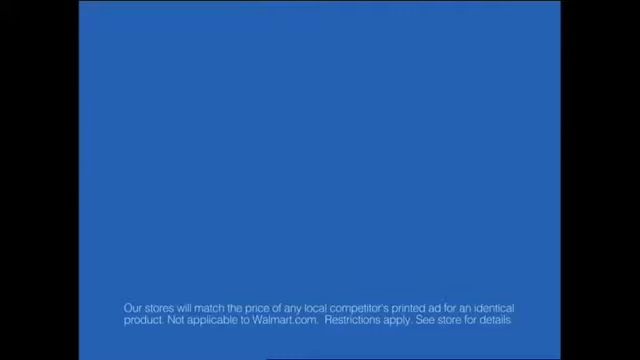 Our stores will match the price of any local competitor's printed ad for an identical
product. Not applicable to Walmart.com. Restrictions apply. See store for details.